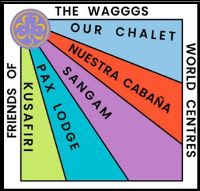 THE WAGGGS
OUR CHALET
NUESTRA CABAÑA
SANGAM
PAX LODGE
KUSAFIRI
FRIENDS OF
WORLD CENTRES